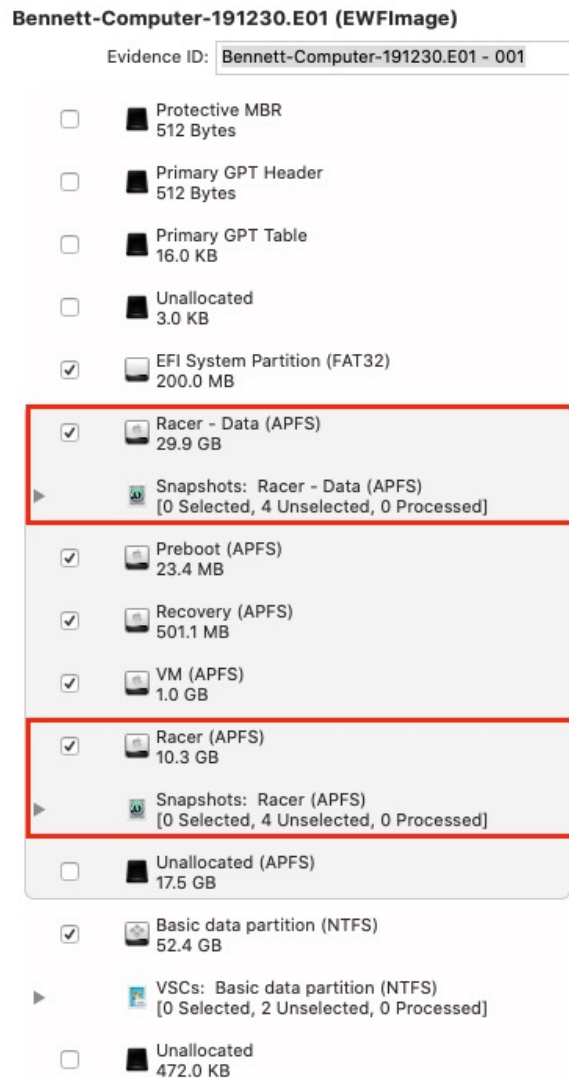 Bennett-Computer-191230.E01 (EWFImage)
Evidence ID: Bennett-Computer-191230.E01 - 001
Protective MBR
512 Bytes
Primary GPT Header
512 Bytes
Primary GPT Table
16.0 KB
Unallocated
3.0 KB
EFI System Partition (FAT32)
200.0 MB
Racer - Data (APFS)
29.9 GB
Snapshots: Racer - Data (APFS)
[0 Selected, 4 Unselected, 0 Processed]
Preboot (APFS)
23.4 MB
Recovery (APFS)
501.1 MB
VM (APFS)
1.0 GB
Racer (APFS)
10.3 GB
Snapshots: Racer (APFS)
[0 Selected, 4 Unselected, 0 Processed]
Unallocated (APFS)
17.5 GB
Basic data partition (NTFS)
52.4 GB
VSCs: Basic data partition (NTFS)
[0 Selected, 2 Unselected, 0 Processed]
Unallocated
472.0 KB